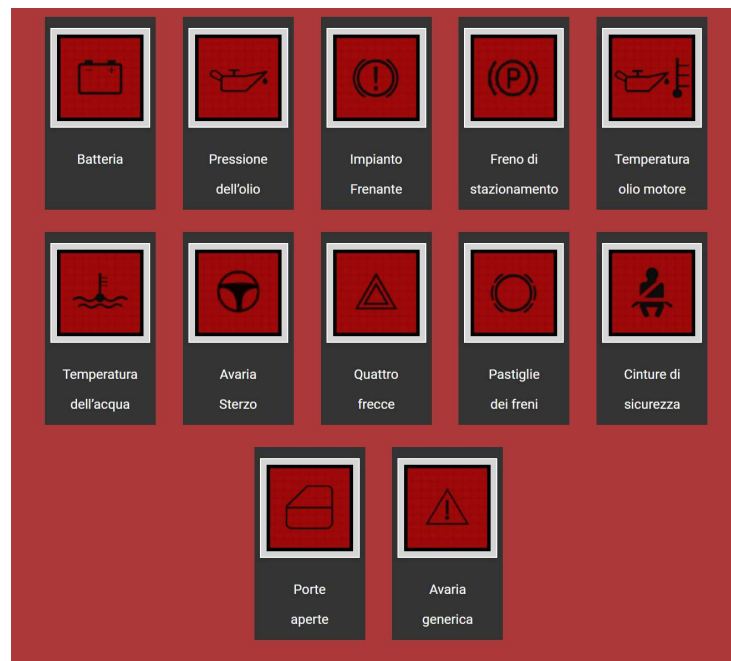 Batteria
Pressione
dell'olio
Impianto
Frenante
P
Freno di
stazionamento
Temperatura
olio motore
Temperatura
dell'acqua
Avaria
Sterzo
Quattro
frecce
Pastiglie
dei freni
Cinture di
sicurezza
Porte
aperte
Avaria
generica